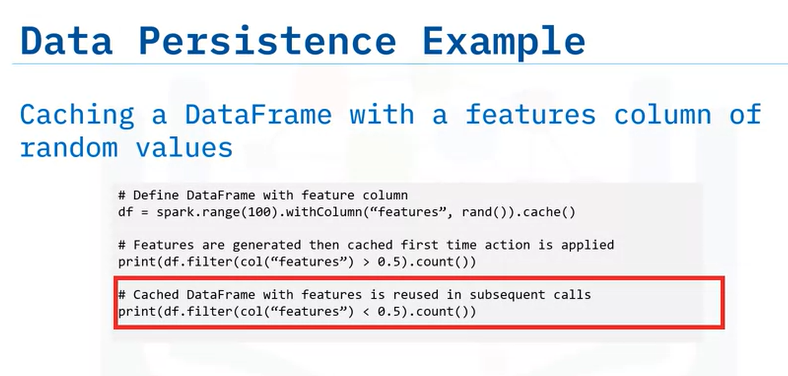 Data Persistence Example
Caching a DataFrame with a features column of
random values
# Define DataFrame with feature column
df = spark.range(100).withColumn(“features”, rand()).cache()
# Features are generated then cached first time action is applied
print(df.filter(col(“features”) > 0.5).count())
# Cached DataFrame with features is reused in subsequent calls
print(df.filter(col(“features”) < 0.5).count())